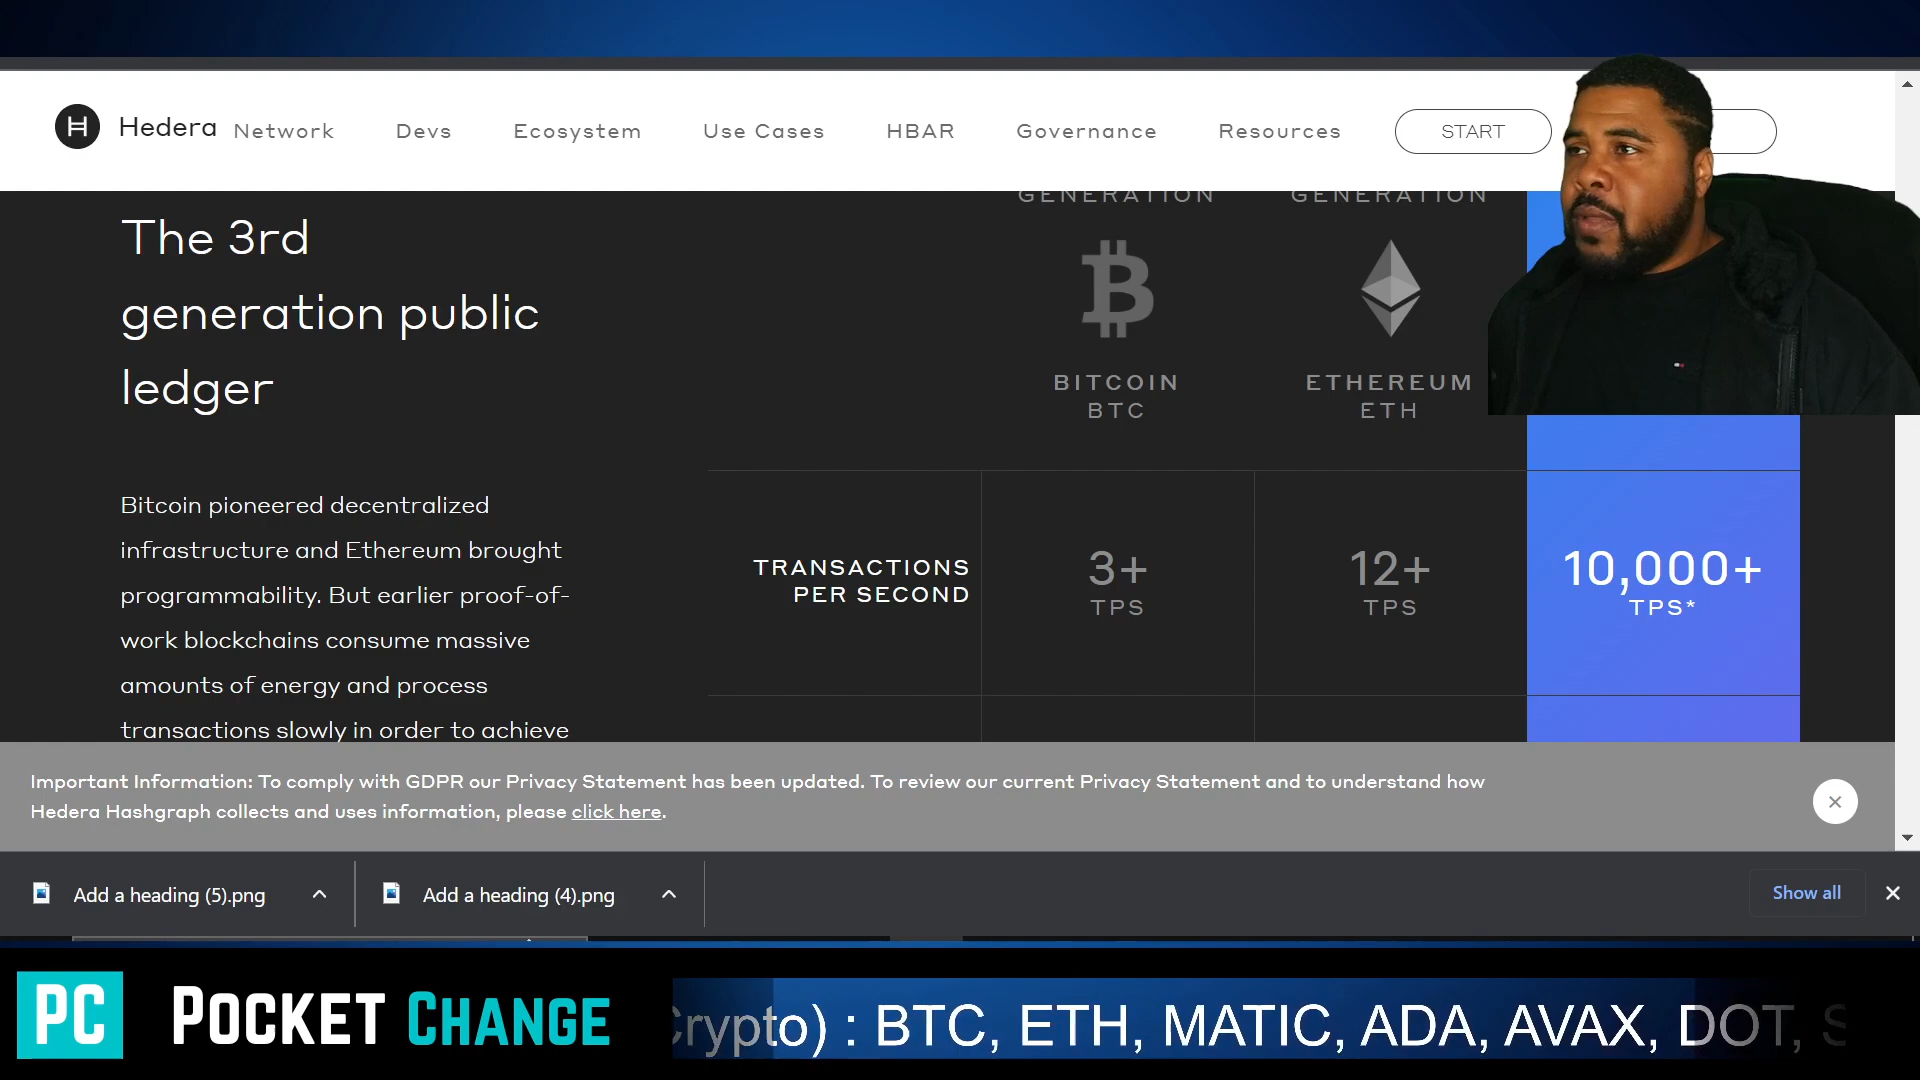 H Hedera Network Devs Ecosystem Use Cases HBAR Governance Resources START
The 3rd
generation public
ledger
GENERATION GENERATION
BITCOIN
BTC
ETHEREUM
ETH
Bitcoin pioneered decentralized
infrastructure and Ethereum brought
programmability. But earlier proof-of-
work blockchains consume massive
amounts of energy and process
transactions slowly in order to achieve
TRANSACTIONS
PER SECOND
3+
TPS
12+
TPS
10,000+
TPS*
Important Information: To comply with GDPR our Privacy Statement has been updated. To review our current Privacy Statement and to understand how
Hedera Hashgraph collects and uses information, please click here.
Add a heading (5).png
Add a heading (4).png
Show all
PC POCKET CHANGE
Crypto) : BTC, ETH, MATIC, ADA, AVAX, DOT, S